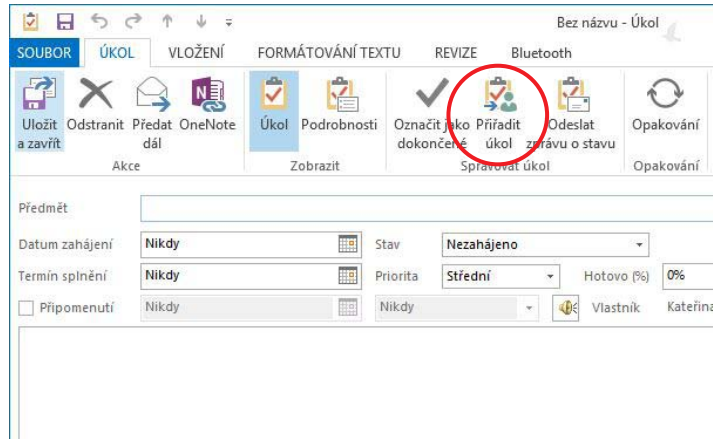 Bez názvu - Úkol
SOUBOR ÚKOL VLOŽENÍ FORMÁTOVÁNÍ TEXTU REVIZE Bluetooth
Uložit a zavřít
Odstranit
Předat dál
OneNote
Úkol
Podrobnosti
Označit jako dokončené
Přiřadit úkol
Odeslat zprávu o stavu
Opakování
Akce Zobrazit Spravovat úkol Opakování
Předmět
Datum zahájení Nikdy Stav Nezahájeno
Termín splnění Nikdy Priorita Střední Hotovo (%) 0%
Připomenutí Nikdy Nikdy Vlastník Kateřina